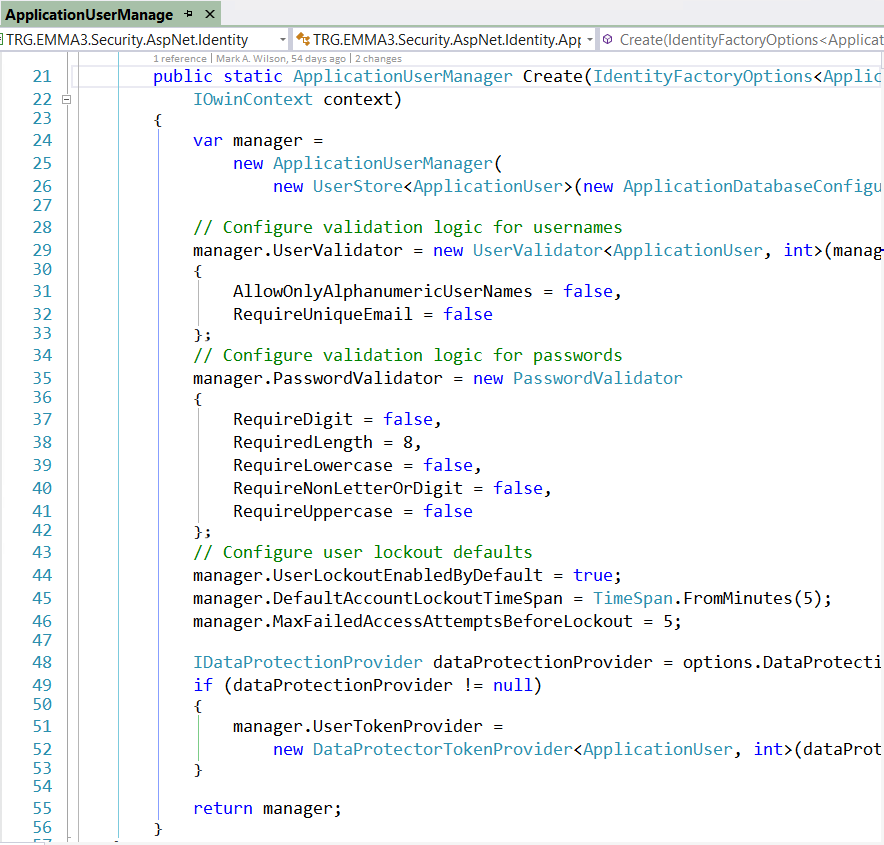 ApplicationUserManage
TRG.EMMA3.Security.AspNet.Identity TRG.EMMA3.Security.AspNet.Identity.App Create(IdentityFactoryOptions<Applicat
1 reference | Mark A. Wilson, 54 days ago | 2 changes
21 public static ApplicationUserManager Create(IdentityFactoryOptions<Applic
22 IOwinContext context)
23 {
24 var manager =
25 new ApplicationUserManager(
26 new UserStore<ApplicationUser>(new ApplicationDatabaseConfigu
27
28 // Configure validation logic for usernames
29 manager.UserValidator = new UserValidator<ApplicationUser, int>(manag
30 {
31 AllowOnlyAlphanumericUserNames = false,
32 RequireUniqueEmail = false
33 };
34 // Configure validation logic for passwords
35 manager.PasswordValidator = new PasswordValidator
36 {
37 RequireDigit = false,
38 RequiredLength = 8,
39 RequireLowercase = false,
40 RequireNonLetterOrDigit = false,
41 RequireUppercase = false
42 };
43 // Configure user lockout defaults
44 manager.UserLockoutEnabledByDefault = true;
45 manager.DefaultAccountLockoutTimeSpan = TimeSpan.FromMinutes(5);
46 manager.MaxFailedAccessAttemptsBeforeLockout = 5;
47
48 IDataProtectionProvider dataProtectionProvider = options.DataProtecti
49 if (dataProtectionProvider != null)
50 {
51 manager.UserTokenProvider =
52 new DataProtectorTokenProvider<ApplicationUser, int>(dataProt
53 }
54
55 return manager;
56 }
57